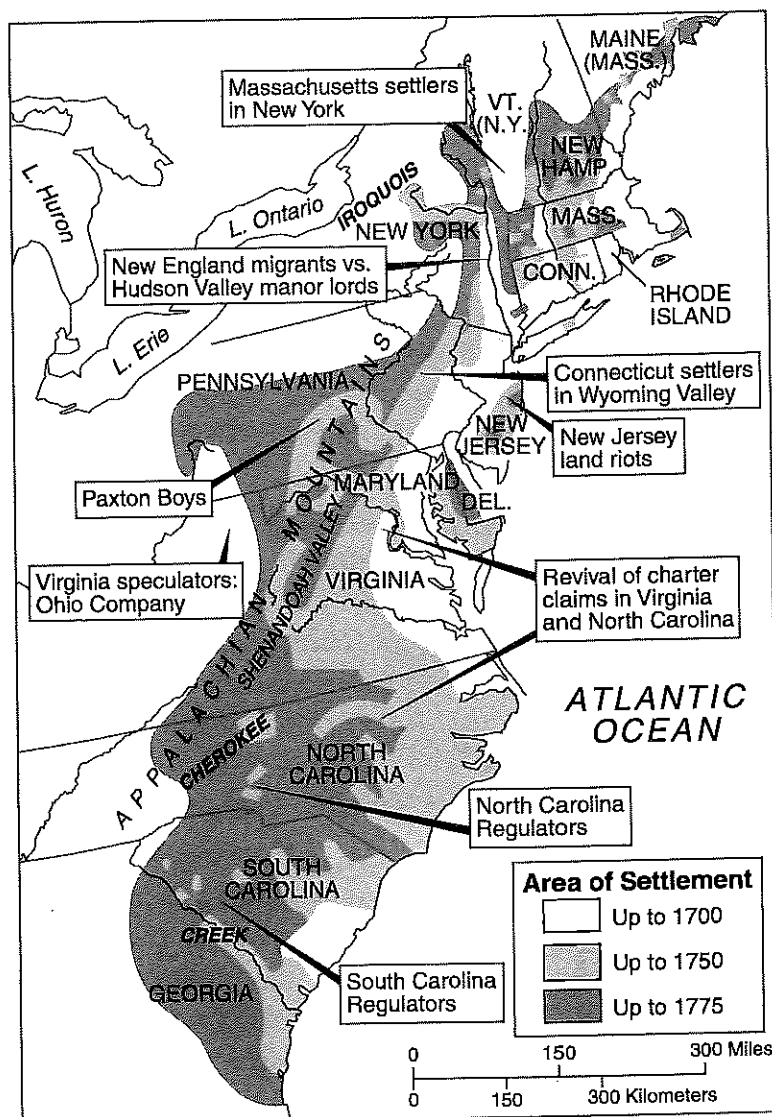 MAINE
(MASS.)
Massachusetts settlers
in New York
VT.
(N.Y.)
NEW
HAMP
L. Huron
L. Ontario
IROQUOIS
NEW YORK
MASS.
New England migrants vs.
Hudson Valley manor lords
CONN.
RHODE
ISLAND
L. Erie
PENNSYLVANIA
Connecticut settlers
in Wyoming Valley
NEW
JERSEY
New Jersey
land riots
Paxton Boys
MARYLAND
DEL.
APPALACHIAN MOUNTAINS
SHENANDOAH VALLEY
Virginia speculators:
Ohio Company
VIRGINIA
Revival of charter
claims in Virginia
and North Carolina
ATLANTIC
OCEAN
CHEROKEE
NORTH
CAROLINA
North Carolina
Regulators
SOUTH
CAROLINA
CREEK
GEORGIA
South Carolina
Regulators
Area of Settlement
Up to 1700
Up to 1750
Up to 1775
0 150 300 Miles
0 150 300 Kilometers